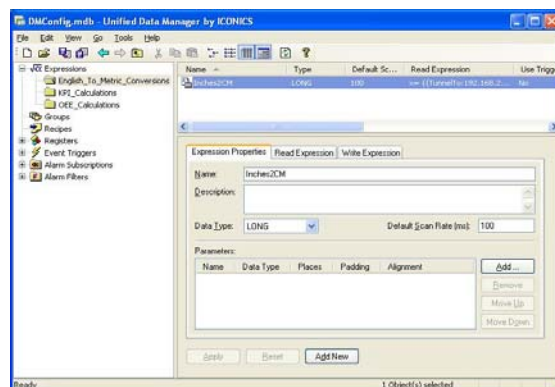 DMConfig.mdb - Unified Data Manager by ICONICS
File Edit View Go Tools Help
Expressions
English_To_Metric_Conversions
KPI_Calculations
OEE_Calculations
Groups
Recipes
Registers
Event Triggers
Alarm Subscriptions
Alarm Filters
Name Type Default Sc... Read Expression Use Trigg
Inches2CM LONG 100 No
Expression Properties Read Expression Write Expression
Name: Inches2CM
Description:
Data Type: LONG Default Scan Rate (ms): 100
Parameters:
Name Data Type Places Padding Alignment
Add...
Remove
Move Up
Move Down
Apply Reset Add New
Ready 1 Object(s) selected